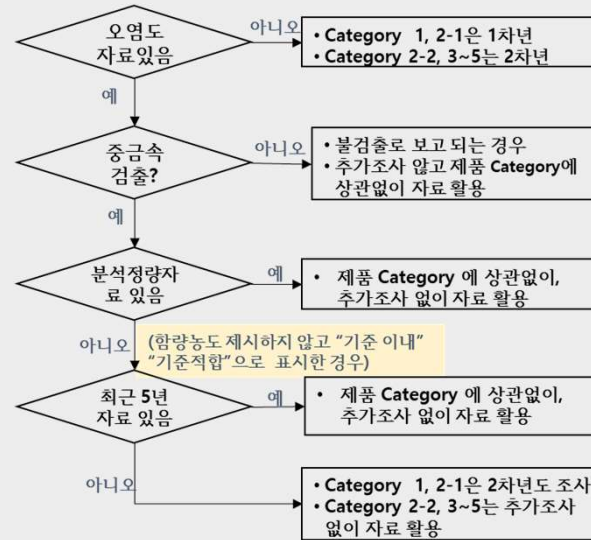 오염도
자료있음
아니오
• Category 1, 2-1은 1차년
• Category 2-2, 3~5는 2차년
예
중금속
검출?
아니오
• 불검출로 보고 되는 경우
• 추가조사 않고 제품 Category에
상관없이 자료 활용
예
분석정량자
료 있음
예
• 제품 Category 에 상관없이,
추가조사 없이 자료 활용
아니오
(함량농도 제시하지 않고 “기준 이내”
“기준적합”으로 표시한 경우)
최근 5년
자료 있음
예
• 제품 Category 에 상관없이,
추가조사 없이 자료 활용
아니오
• Category 1, 2-1은 2차년도 조사
• Category 2-2, 3~5는 추가조사
없이 자료 활용